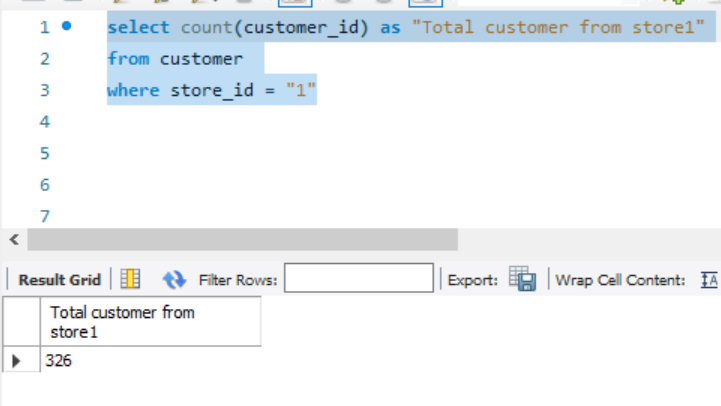 1 select count(customer_id) as "Total customer from store1"
2 from customer
3 where store_id = "1"
4
5
6
7
Result Grid Filter Rows: Export: Wrap Cell Content: IA
Total customer from
store1
326